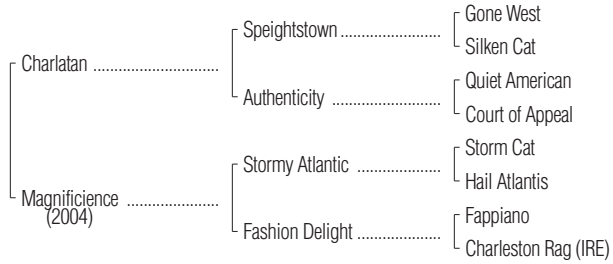 Gone West
Speightstown
Silken Cat
Charlatan
Quiet American
Authenticity
Court of Appeal
Storm Cat
Stormy Atlantic
Hail Atlantis
Magnificience
(2004)
Fappiano
Fashion Delight
Charleston Rag (IRE)